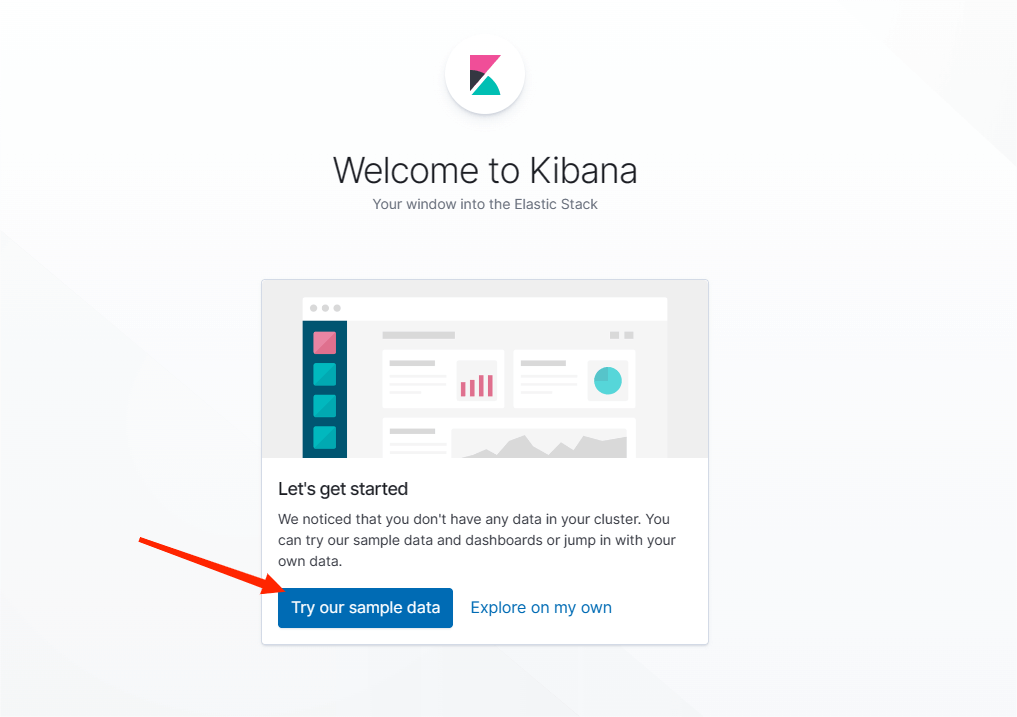 Welcome to Kibana
Your window into the Elastic Stack
Let's get started
We noticed that you don't have any data in your cluster. You
can try our sample data and dashboards or jump in with your
own data.
Try our sample data
Explore on my own